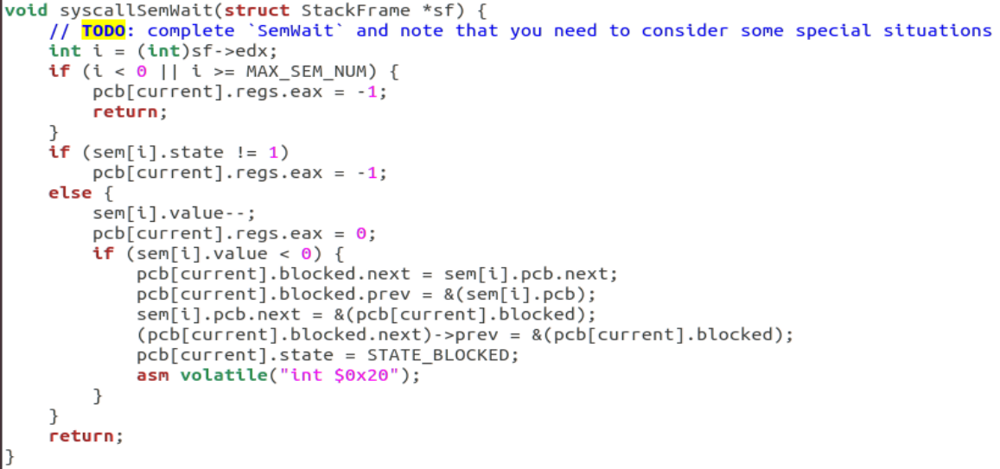 void syscallSemWait(struct StackFrame *sf) {
    // TODO: complete `SemWait` and note that you need to consider some special situations
    int i = (int)sf->edx;
    if (i < 0 || i >= MAX_SEM_NUM) {
        pcb[current].regs.eax = -1;
        return;
    }
    if (sem[i].state != 1)
        pcb[current].regs.eax = -1;
    else {
        sem[i].value--;
        pcb[current].regs.eax = 0;
        if (sem[i].value < 0) {
            pcb[current].blocked.next = sem[i].pcb.next;
            pcb[current].blocked.prev = &(sem[i].pcb);
            sem[i].pcb.next = &(pcb[current].blocked);
            (pcb[current].blocked.next)->prev = &(pcb[current].blocked);
            pcb[current].state = STATE_BLOCKED;
            asm volatile("int $0x20");
        }
    }
    return;
}